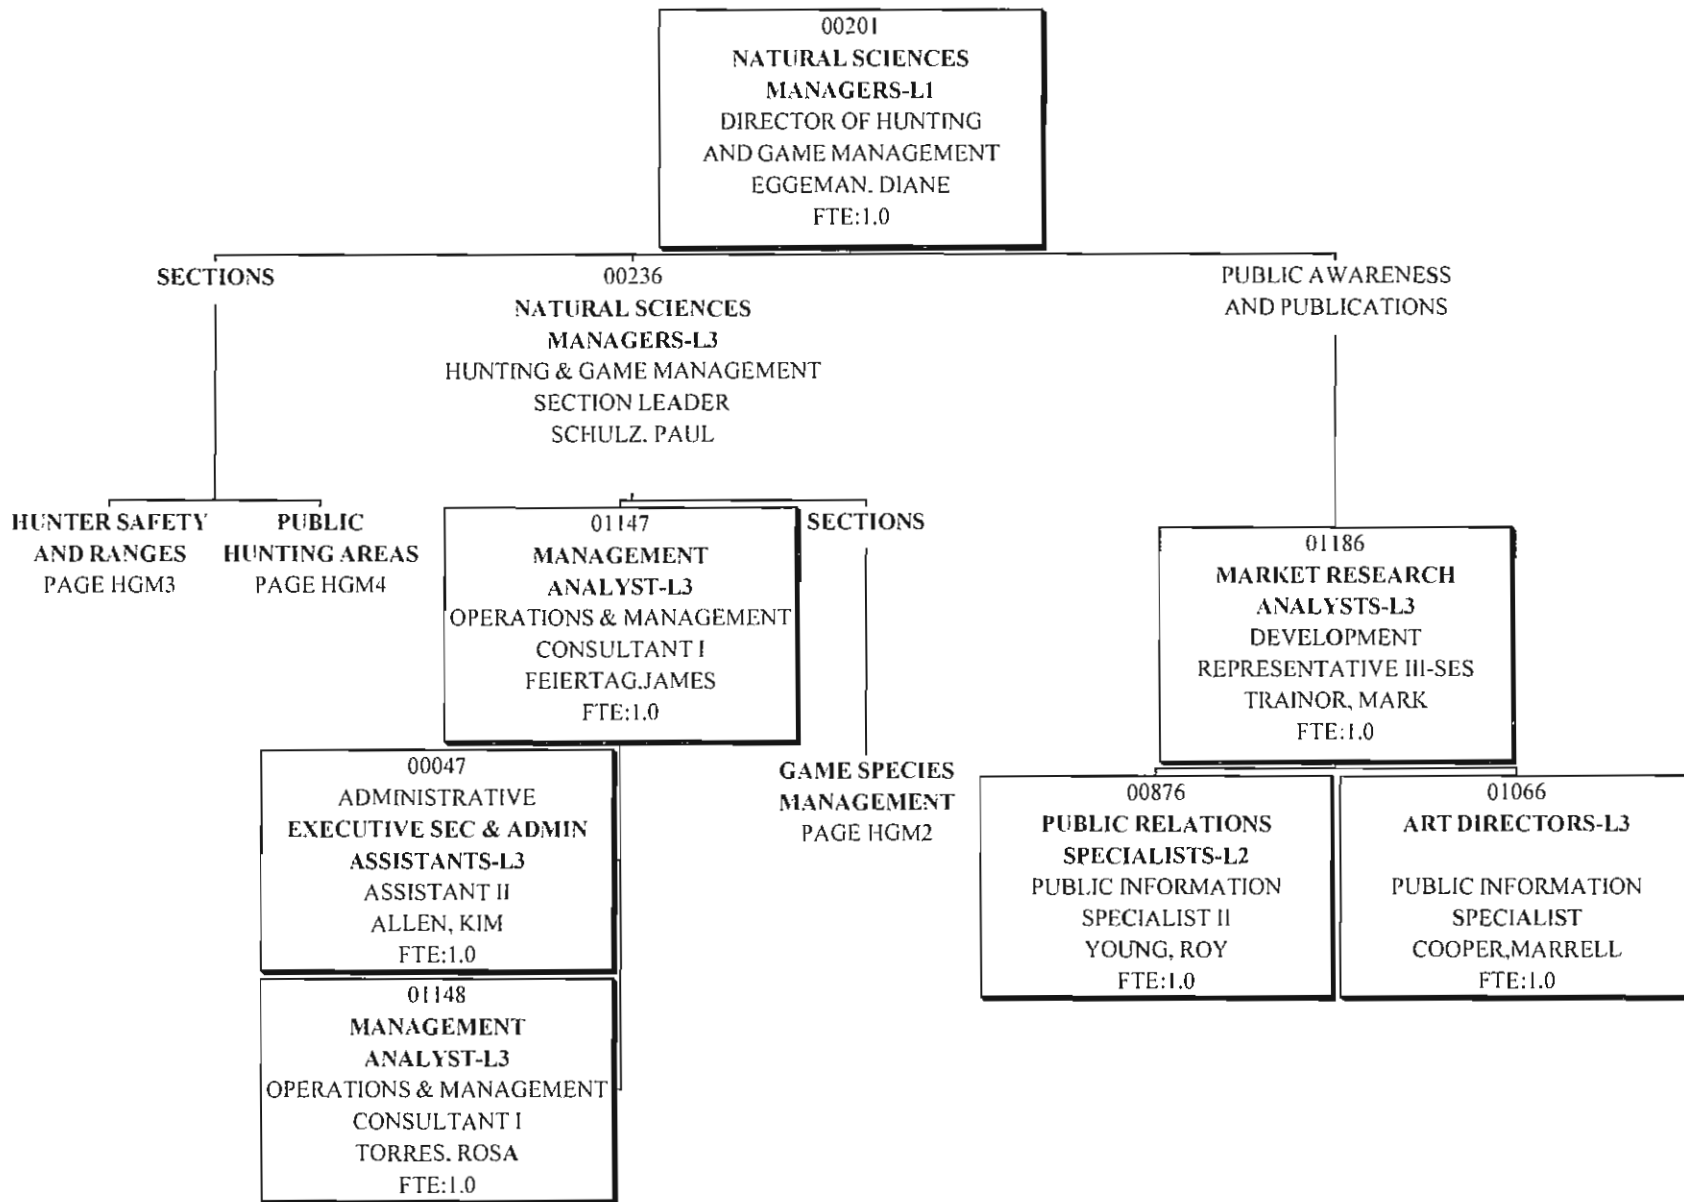 00201
NATURAL SCIENCES
MANAGERS-L1
DIRECTOR OF HUNTING
AND GAME MANAGEMENT
EGGEMAN, DIANE
FTE:1.0
SECTIONS
HUNTER SAFETY
AND RANGES
PAGE HGM3
PUBLIC
HUNTING AREAS
PAGE HGM4
00236
NATURAL SCIENCES
MANAGERS-L3
HUNTING & GAME MANAGEMENT
SECTION LEADER
SCHULZ, PAUL
01147
MANAGEMENT
ANALYST-L3
OPERATIONS & MANAGEMENT
CONSULTANT I
FEIERTAG,JAMES
FTE:1.0
00047
ADMINISTRATIVE
EXECUTIVE SEC & ADMIN
ASSISTANTS-L3
ASSISTANT II
ALLEN, KIM
FTE:1.0
01148
MANAGEMENT
ANALYST-L3
OPERATIONS & MANAGEMENT
CONSULTANT I
TORRES, ROSA
FTE:1.0
SECTIONS
GAME SPECIES
MANAGEMENT
PAGE HGM2
PUBLIC AWARENESS
AND PUBLICATIONS
01186
MARKET RESEARCH
ANALYSTS-L3
DEVELOPMENT
REPRESENTATIVE III-SES
TRAINOR, MARK
FTE:1.0
00876
PUBLIC RELATIONS
SPECIALISTS-L2
PUBLIC INFORMATION
SPECIALIST II
YOUNG, ROY
FTE:1.0
01066
ART DIRECTORS-L3
PUBLIC INFORMATION
SPECIALIST
COOPER,MARRELL
FTE:1.0